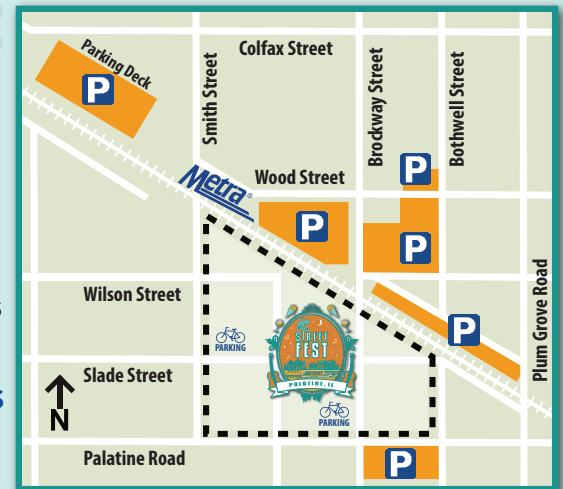 Colfax Street
Parking Deck
P
Smith Street
Brockway Street
Bothwell Street
P
Metra®
Wood Street
P
P
Plum Grove Road
Wilson Street
P
STREET
FEST
PALATINE, IL
PARKING
Slade Street
N
PARKING
Palatine Road
P
s
s